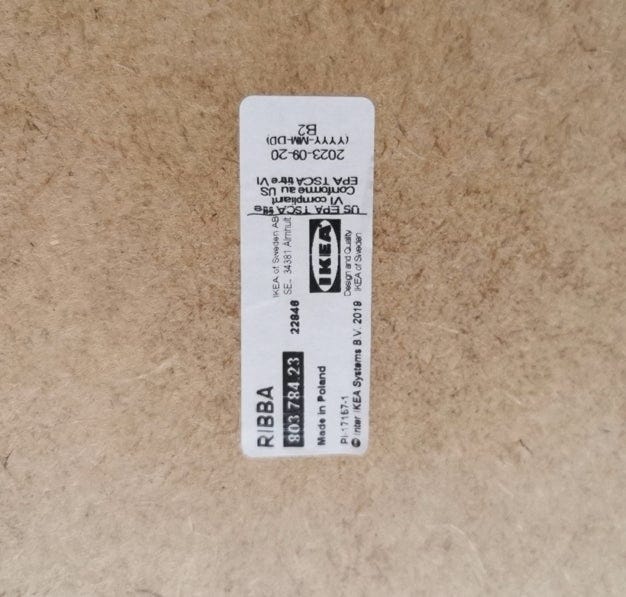 RIBBA
803.784.23
22846
IKEA of Sweden AB
SE- 34381 Älmhult
Made in Poland
PI-17167-1
© Inter IKEA Systems B.V. 2019
IKEA
Design and Quality
IKEA of Sweden
US EPA TSCA title
VI compliant
Conforme au US
EPA TSCA titre VI
2023-09-20
(YYYY-MM-DD)
B2